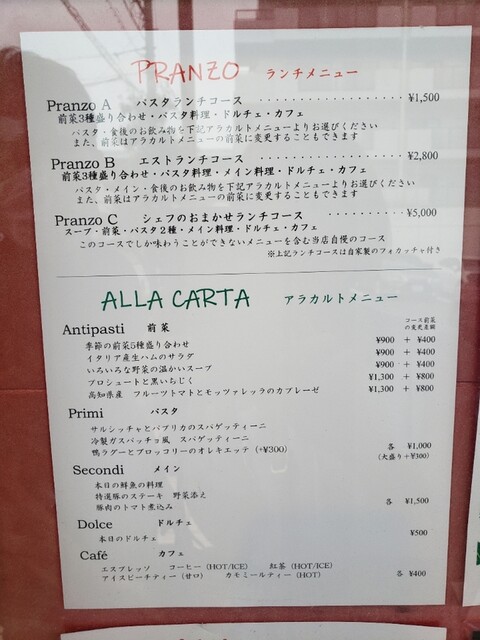 PRANZO ランチメニュー
Pranzo A パスタランチコース ・・・・・・・・・・・・・・・・・・ ¥1,500
前菜3種盛り合わせ・パスタ料理・ドルチェ・カフェ
パスタ・食後のお飲み物を下記アラカルトメニューよりお選びください
また、前菜はアラカルトメニューの前菜に変更することもできます
Pranzo B エストランチコース ・・・・・・・・・・・・・・・・・・ ¥2,800
前菜3種盛り合わせ・パスタ料理・メイン料理・ドルチェ・カフェ
パスタ・メイン・食後のお飲み物を下記アラカルトメニューよりお選びください
また、前菜はアラカルトメニューの前菜に変更することもできます
Pranzo C シェフのおまかせランチコース ・・・・・・・・・・・・ ¥5,000
スープ・前菜・パスタ2種・メイン料理・ドルチェ・カフェ
このコースでしか味わうことができないメニューを含む当店自慢のコース
※上記ランチコースは自家製のフォカッチャ付き
ALLA CARTA アラカルトメニュー
Antipasti 前菜
コース前菜
の変更差額
季節の前菜5種盛り合わせ ¥900 + ¥400
イタリア産生ハムのサラダ ¥900 + ¥400
いろいろな野菜の温かいスープ ¥900 + ¥400
プロシュートと黒いちじく ¥1,300 + ¥800
高知県産 フルーツトマトとモッツァレッラのカプレーゼ ¥1,300 + ¥800
Primi パスタ
サルシッチャとパプリカのスパゲッティーニ
冷製ガスパッチョ風 スパゲッティーニ 各 ¥1,000
鴨ラグーとブロッコリーのオレキエッテ (+¥300) (大盛り+¥300)
Secondi メイン
本日の鮮魚の料理
特選豚のステーキ 野菜添え
豚肉のトマト煮込み 各 ¥1,500
Dolce ドルチェ
本日のドルチェ ¥500
Café カフェ
エスプレッソ コーヒー (HOT/ICE) 紅茶 (HOT/ICE)
アイスピーチティー (甘口) カモミールティー (HOT) 各 ¥400